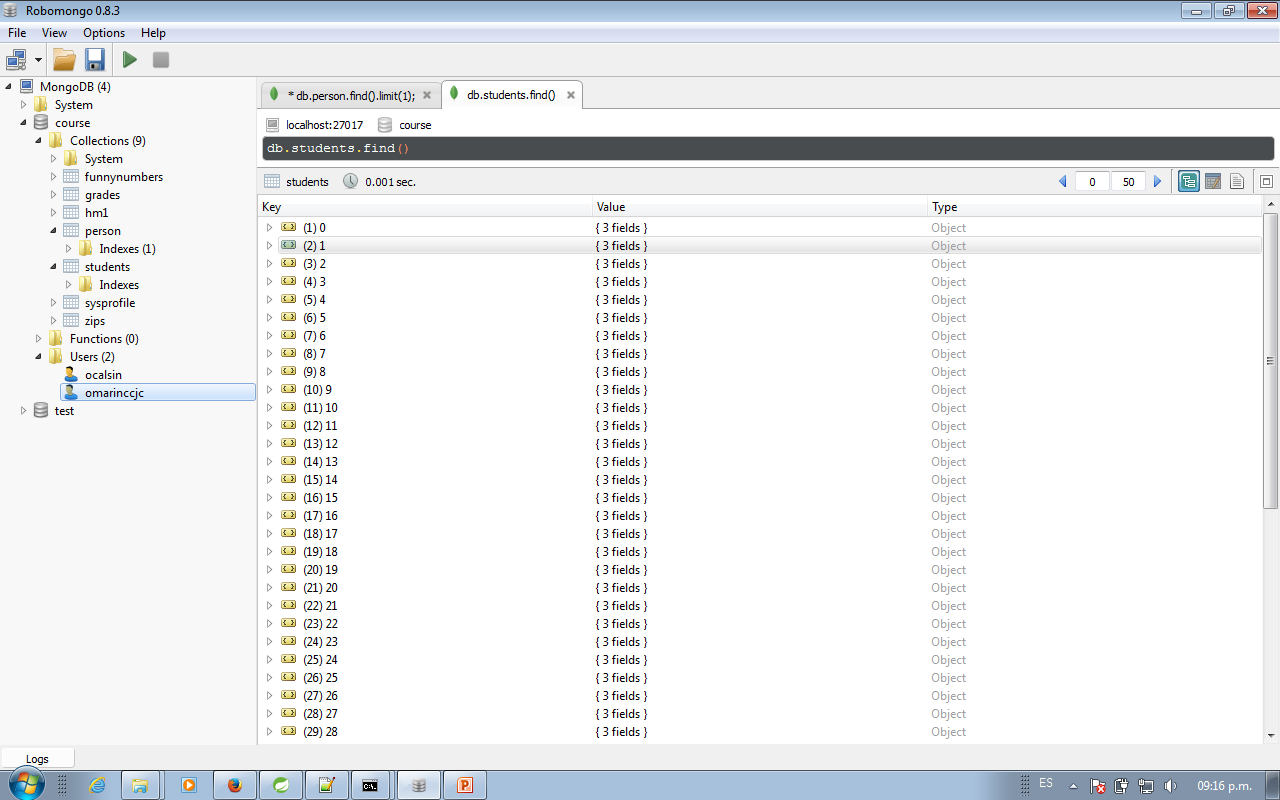 Robomongo 0.8.3
File View Options Help
MongoDB (4)
System
course
Collections (9)
System
funnynumbers
grades
hm1
person
Indexes (1)
students
Indexes
sysprofile
zips
Functions (0)
Users (2)
ocalsin
omarinccjc
test
* db.person.find().limit(1); db.students.find()
localhost:27017 course
db.students.find()
students 0.001 sec. 0 50
Key Value Type
(1) 0 { 3 fields } Object
(2) 1 { 3 fields } Object
(3) 2 { 3 fields } Object
(4) 3 { 3 fields } Object
(5) 4 { 3 fields } Object
(6) 5 { 3 fields } Object
(7) 6 { 3 fields } Object
(8) 7 { 3 fields } Object
(9) 8 { 3 fields } Object
(10) 9 { 3 fields } Object
(11) 10 { 3 fields } Object
(12) 11 { 3 fields } Object
(13) 12 { 3 fields } Object
(14) 13 { 3 fields } Object
(15) 14 { 3 fields } Object
(16) 15 { 3 fields } Object
(17) 16 { 3 fields } Object
(18) 17 { 3 fields } Object
(19) 18 { 3 fields } Object
(20) 19 { 3 fields } Object
(21) 20 { 3 fields } Object
(22) 21 { 3 fields } Object
(23) 22 { 3 fields } Object
(24) 23 { 3 fields } Object
(25) 24 { 3 fields } Object
(26) 25 { 3 fields } Object
(27) 26 { 3 fields } Object
(28) 27 { 3 fields } Object
(29) 28 { 3 fields } Object
Logs
ES 09:16 p.m.